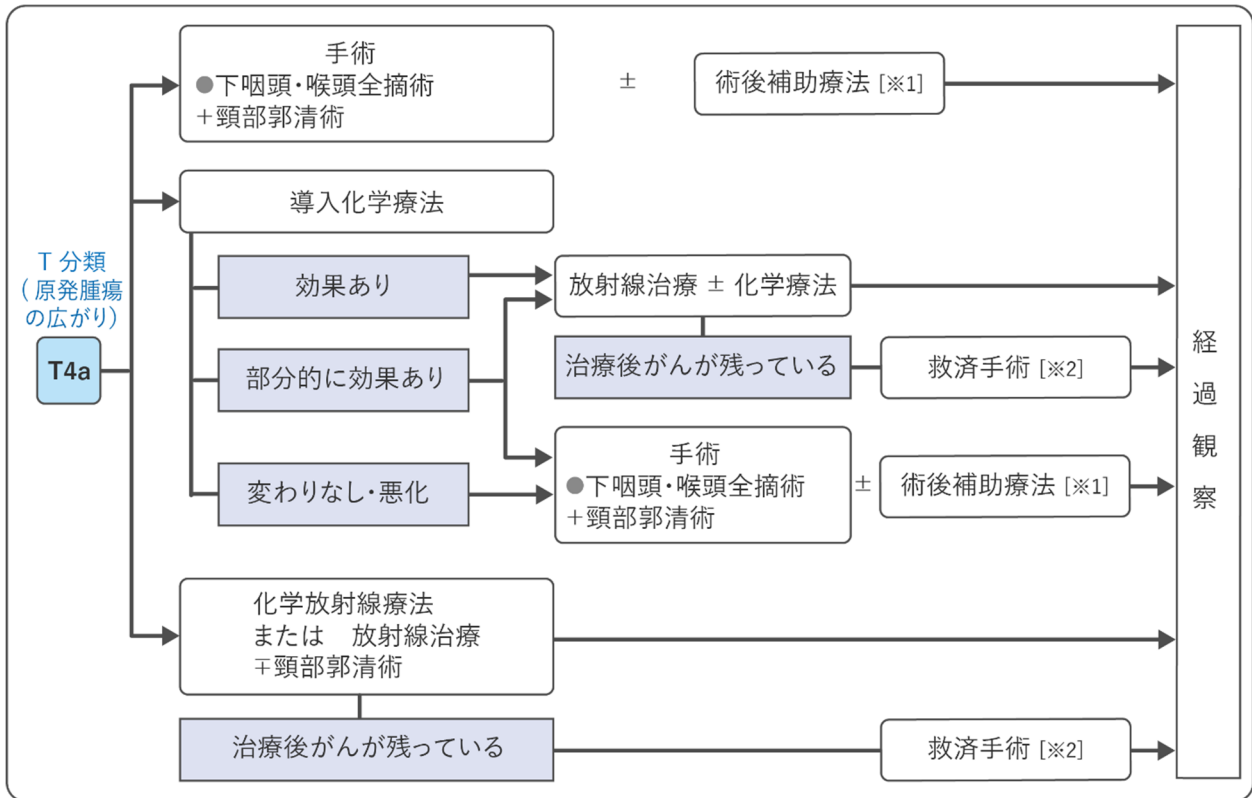 手術
●下咽頭・喉頭全摘術
＋頸部郭清術
±
術後補助療法 [※1]
導入化学療法
T 分類
( 原発腫瘍
の広がり)
T4a
効果あり
放射線治療 ± 化学療法
治療後がんが残っている
救済手術 [※2]
部分的に効果あり
変わりなし・悪化
手術
●下咽頭・喉頭全摘術
＋頸部郭清術
±
術後補助療法 [※1]
化学放射線療法
または　放射線治療
∓頸部郭清術
治療後がんが残っている
救済手術 [※2]
経過観察